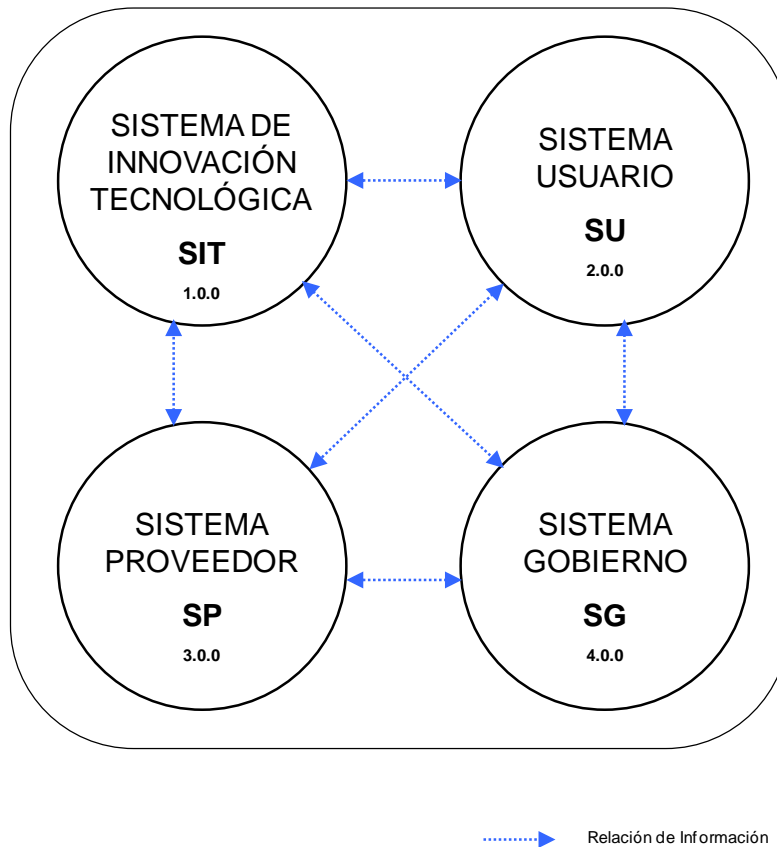 SISTEMA DE
INNOVACIÓN
TECNOLÓGICA
SIT
1.0.0
SISTEMA
USUARIO
SU
2.0.0
SISTEMA
PROVEEDOR
SP
3.0.0
SISTEMA
GOBIERNO
SG
4.0.0
Relación de Información